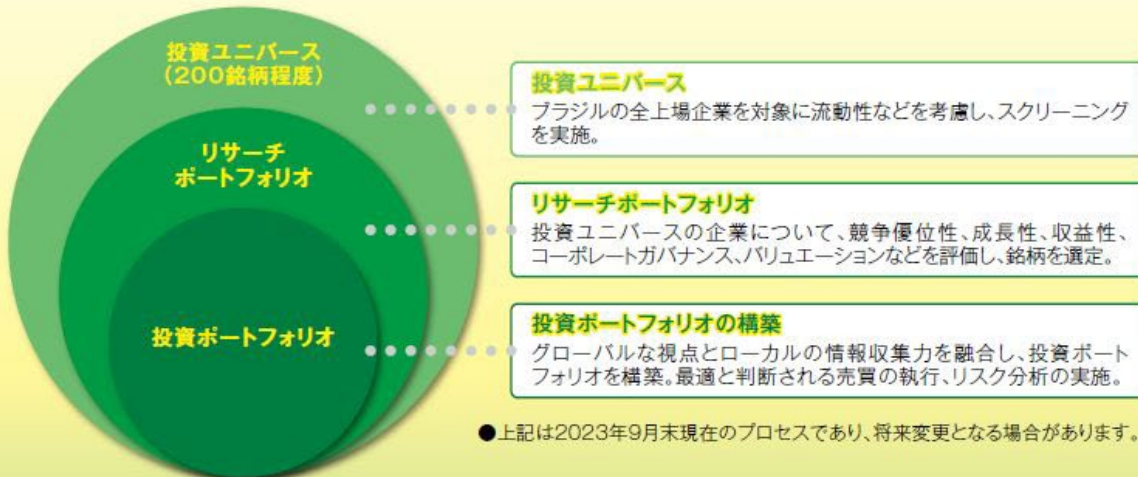 投資ユニバース
(200銘柄程度)
リサーチ
ポートフォリオ
投資ポートフォリオ
投資ユニバース
ブラジルの全上場企業を対象に流動性などを考慮し、スクリーニング
を実施。
リサーチポートフォリオ
投資ユニバースの企業について、競争優位性、成長性、収益性、
コーポレートガバナンス、バリュエーションなどを評価し、銘柄を選定。
投資ポートフォリオの構築
グローバルな視点とローカルの情報収集力を融合し、投資ポート
フォリオを構築。最適と判断される売買の執行、リスク分析の実施。
●上記は2023年9月末現在のプロセスであり、将来変更となる場合があります。